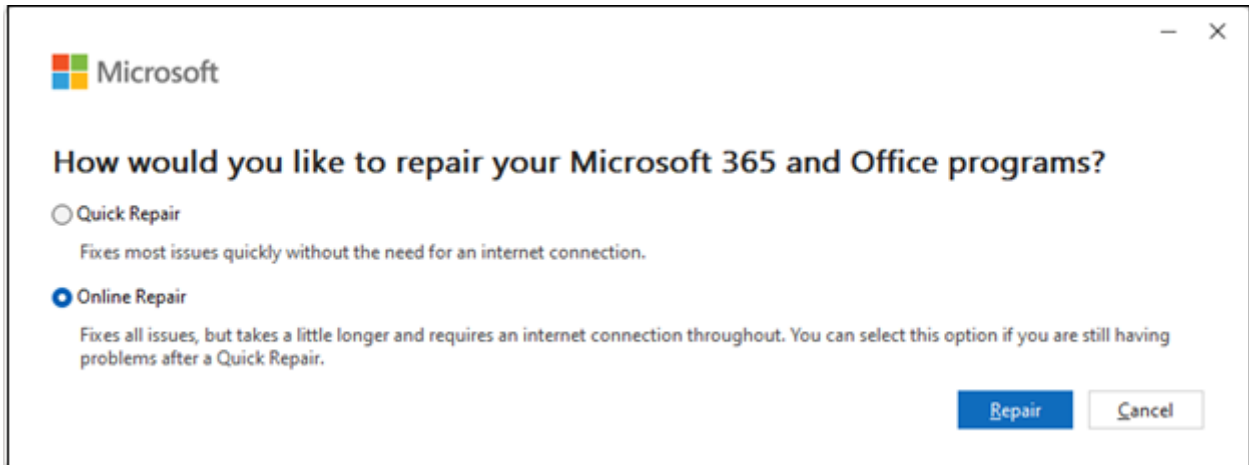 Microsoft
How would you like to repair your Microsoft 365 and Office programs?
Quick Repair
Fixes most issues quickly without the need for an internet connection.
Online Repair
Fixes all issues, but takes a little longer and requires an internet connection throughout. You can select this option if you are still having
problems after a Quick Repair.
Repair
Cancel